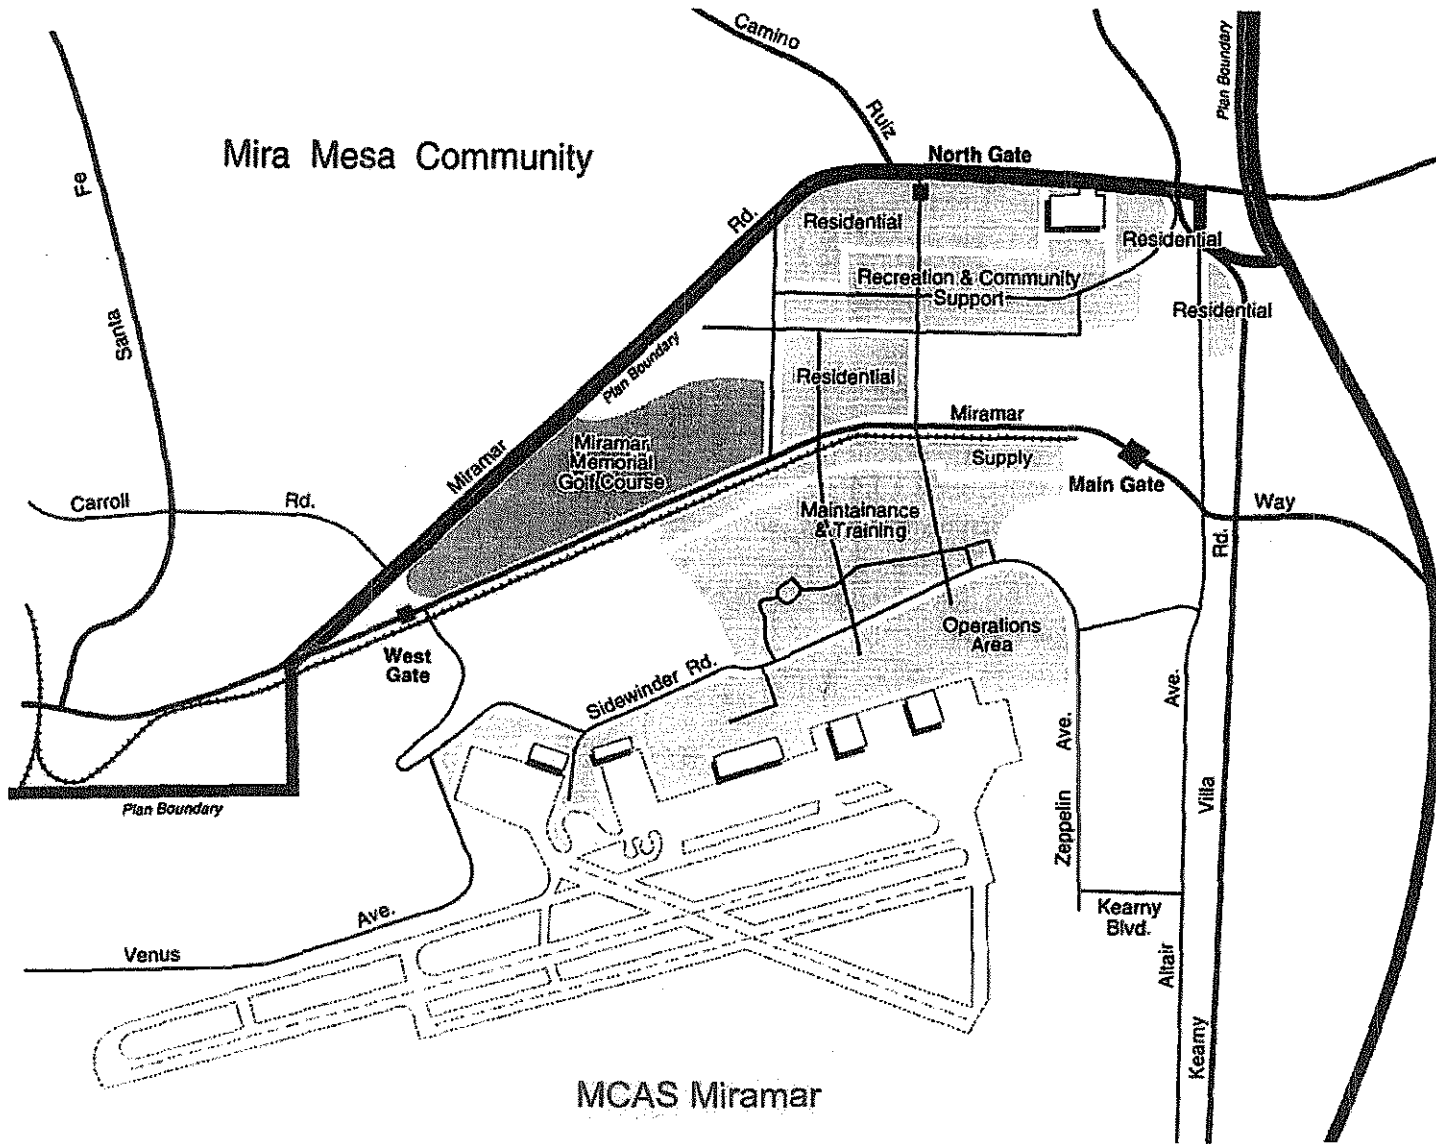 Camino
Ruiz
Plan Boundary
Mira Mesa Community
North Gate
Fe
Rd.
Residential
Residential
Recreation & Community
Support
Residential
Santa
Plan Boundary
Residential
Miramar
Miramar
Miramar
Memorial
Golf Course
Supply
Main Gate
Carroll
Rd.
Way
Maintainance
& Training
Rd.
Operations
Area
West
Gate
Sidewinder Rd.
Ave.
Ave.
Plan Boundary
Zeppelin
Villa
Kearny
Blvd.
Ave.
Venus
Altair
Kearny
MCAS Miramar